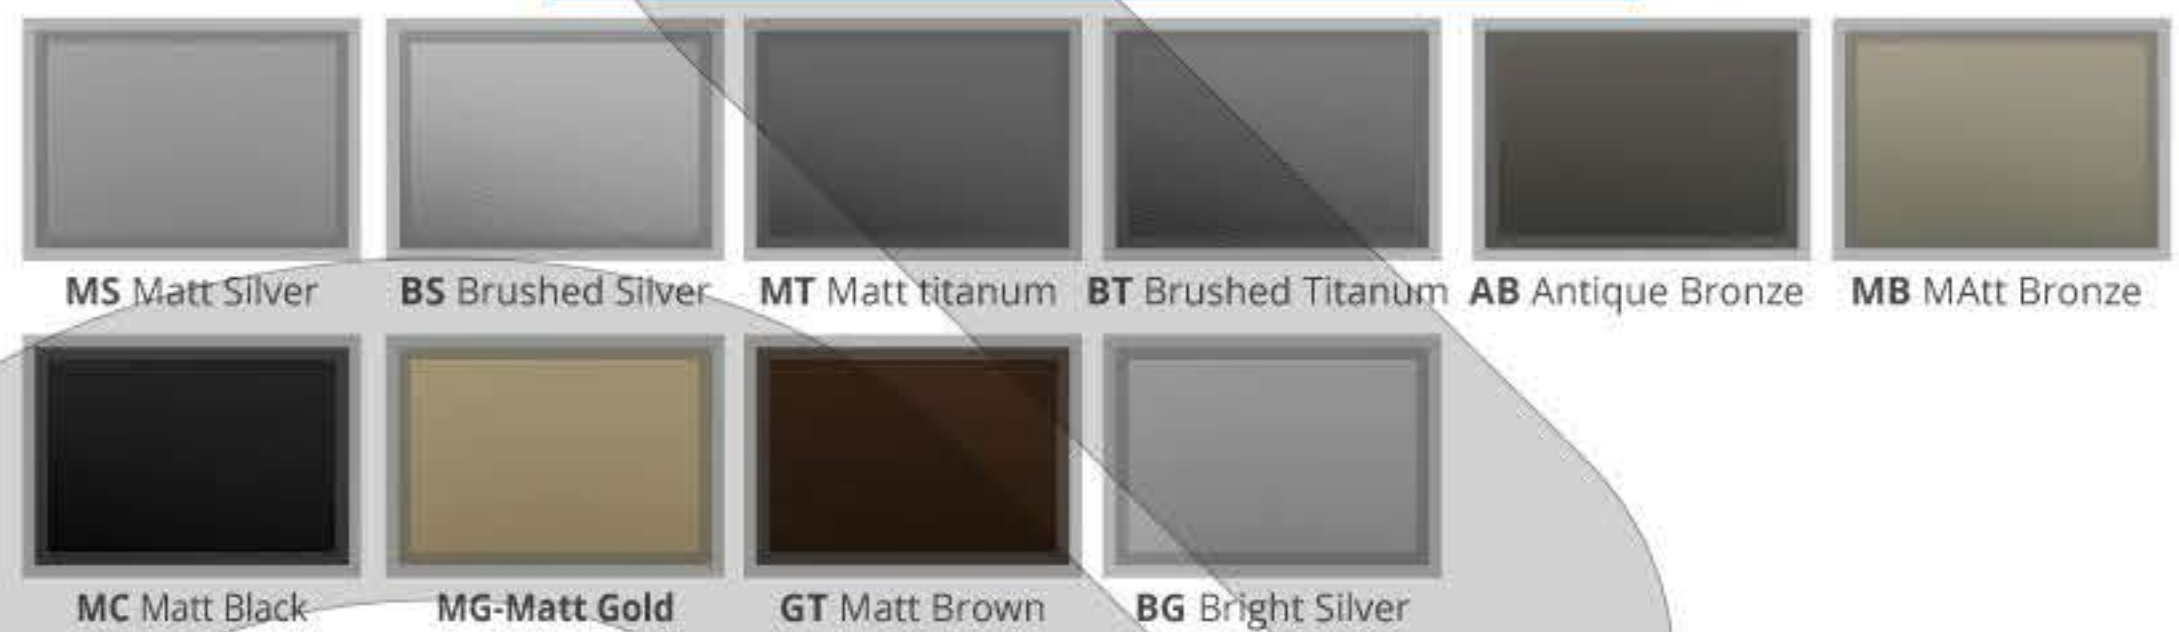 MS Matt Silver BS Brushed Silver MT Matt titanum BT Brushed Titanum AB Antique Bronze MB MAtt Bronze
MC Matt Black MG-Matt Gold GT Matt Brown BG Bright Silver